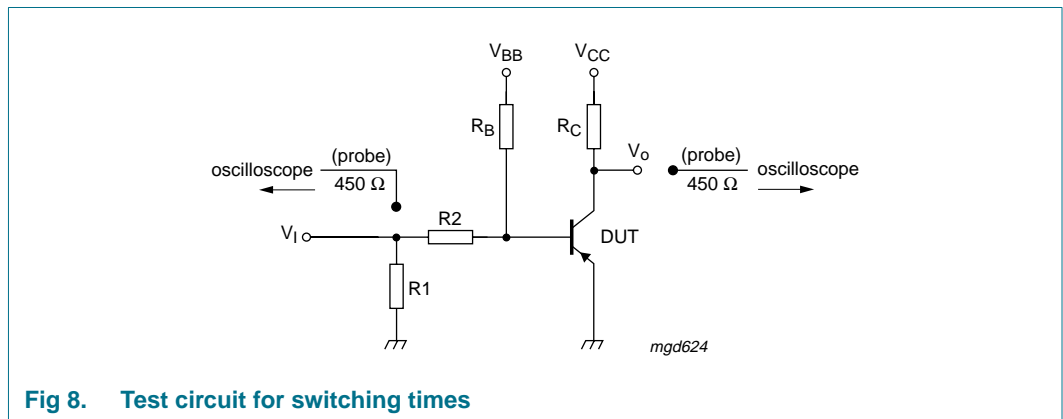 V_BB V_CC
R_B R_C
(probe) V_o (probe)
oscilloscope oscilloscope
450 Ω 450 Ω
R2
V_I DUT
R1
mgd624
Fig 8. Test circuit for switching times